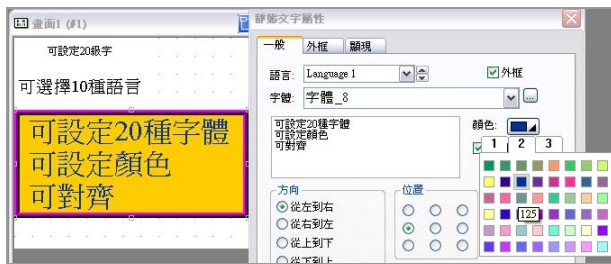 畫面1 (#1)
可設定20級字
可選擇10種語言
可設定20種字體
可設定顏色
可對齊
靜態文字屬性
一般 外框 顯現
語言: Language 1 外框
字體: 字體_8
可設定20種字體
可設定顏色
可對齊
顏色:
1 2 3
125
方向
從左到右
從右到左
從上到下
從下到上
位置